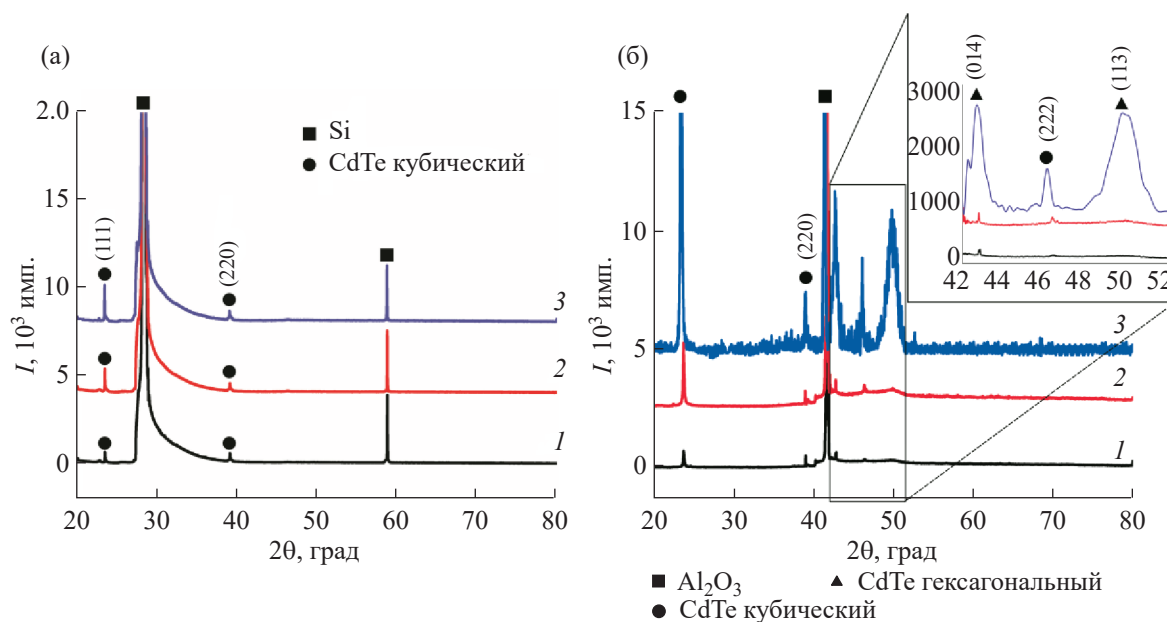 (а)
2.0
1.5
10
5
0
I, 10³ имп.
■ Si
● CdTe кубический
(111)
(220)
3
2
1
20 30 40 50 60 70 80
2θ, град
(б)
15
10
5
0
I, 10³ имп.
(220)
3
2
1
20 30 40 50 60 70 80
2θ, град
(014)
(222)
(113)
3000
2000
1000
0
42 44 46 48 50 52
■ Al₂O₃ ▲ CdTe гексагональный
● CdTe кубический